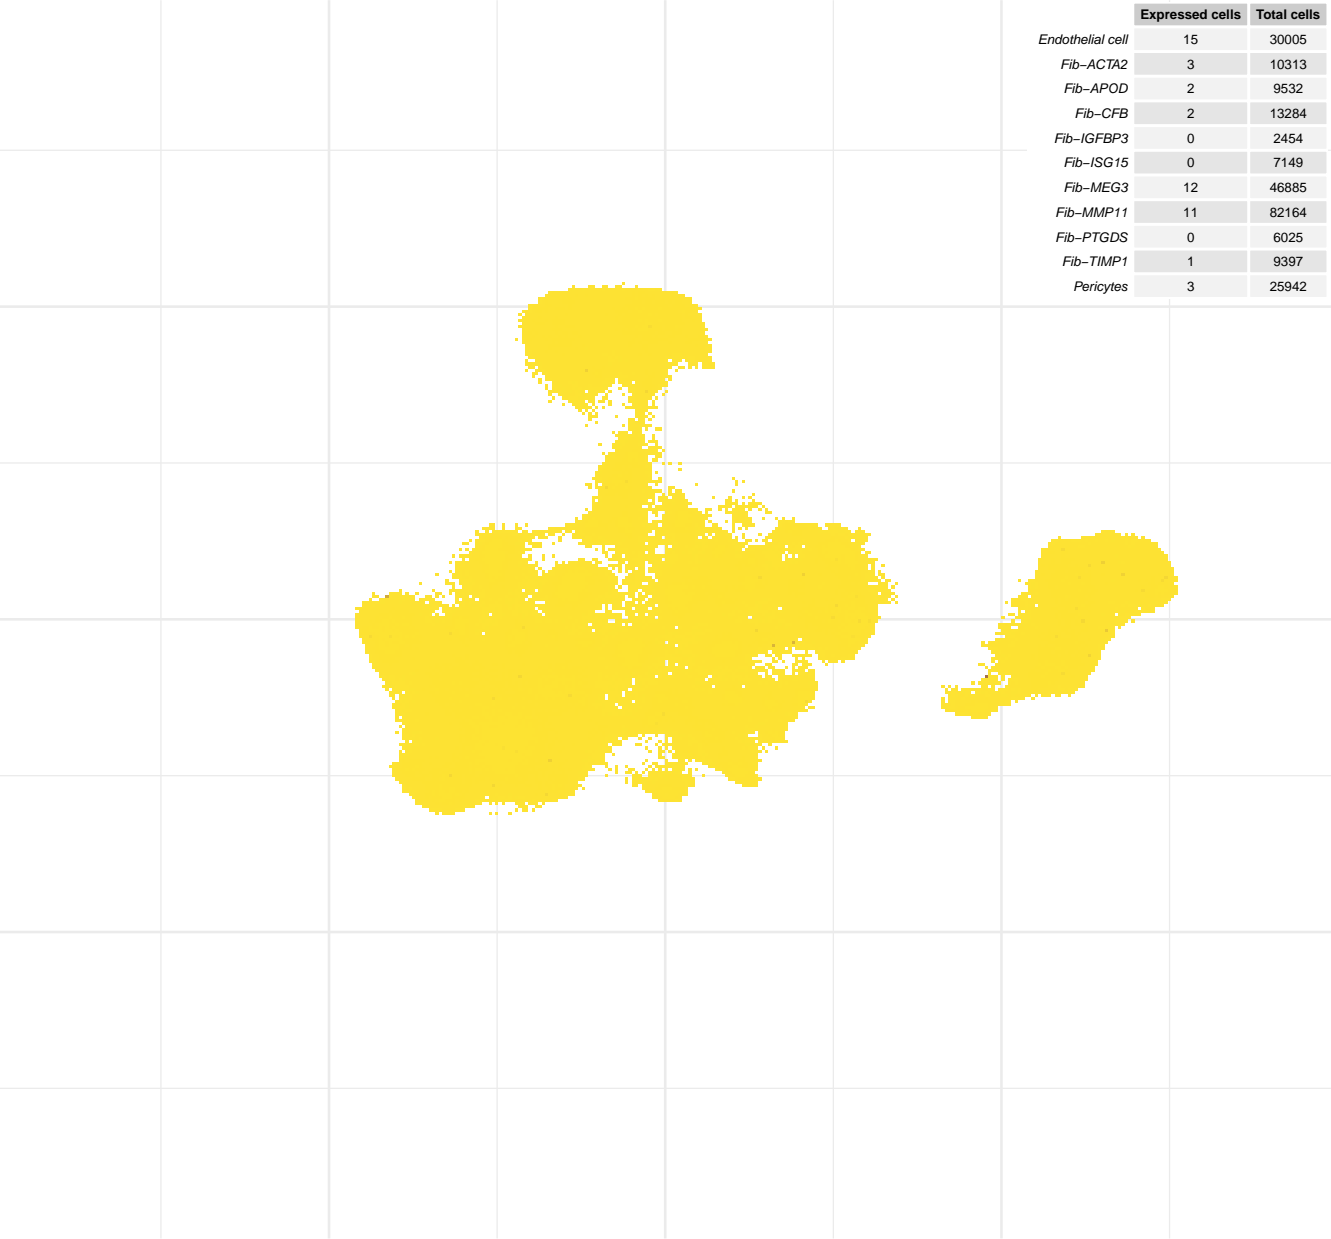 Expressed cells Total cells
Endothelial cell 15 30005
Fib−ACTA2 3 10313
Fib−APOD 2 9532
Fib−CFB 2 13284
Fib−IGFBP3 0 2454
Fib−ISG15 0 7149
Fib−MEG3 12 46885
Fib−MMP11 11 82164
Fib−PTGDS 0 6025
Fib−TIMP1 1 9397
Pericytes 3 25942